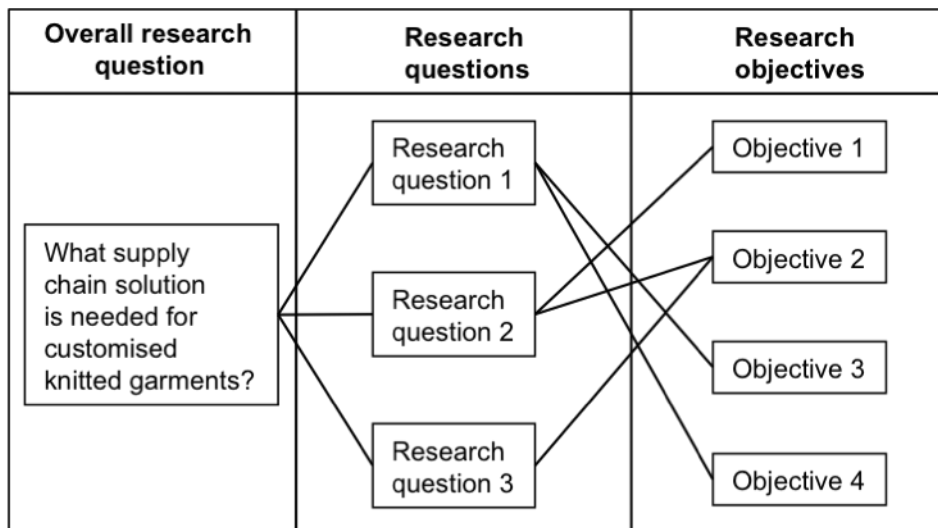 Overall research
question
Research
questions
Research
objectives
What supply
chain solution
is needed for
customised
knitted garments?
Research
question 1
Research
question 2
Research
question 3
Objective 1
Objective 2
Objective 3
Objective 4